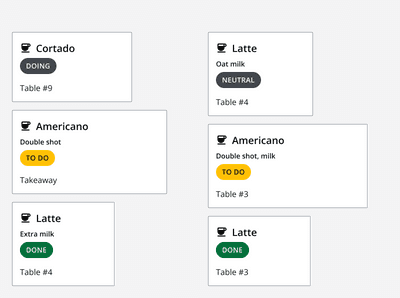 Cortado
DOING
Table #9
Americano
Double shot
TO DO
Takeaway
Latte
Extra milk
DONE
Table #4
Latte
Oat milk
NEUTRAL
Table #4
Americano
Double shot, milk
TO DO
Table #3
Latte
DONE
Table #3